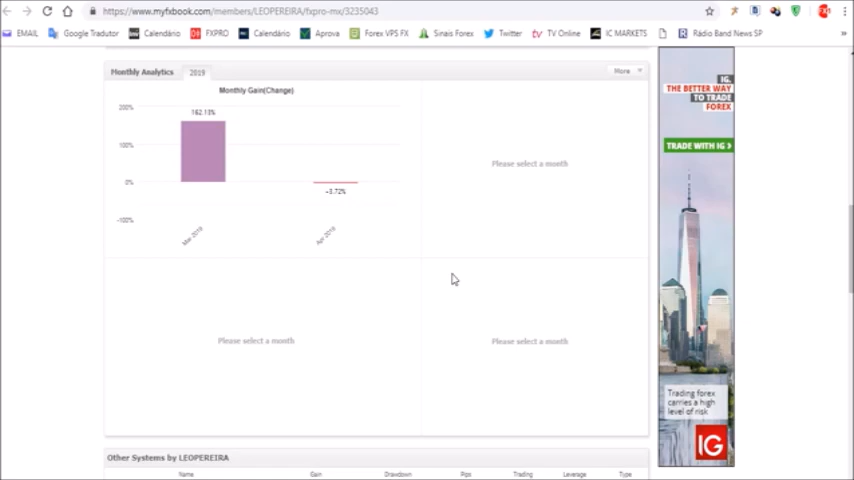 https://www.myfxbook.com/members/LEOPEREIRA/fxpro-mx/3235043
EMAIL Google Tradutor Calendário FXPRO Calendário Aprova Forex VPS FX Sinais Forex Twitter TV Online IC MARKETS Rádio Band News SP »
Monthly Analytics 2019 More
Monthly Gain(Change)
200%
162.13%
100%
0%
-3.72%
-100%
Mar 2019 Apr 2019
Please select a month
Please select a month
Please select a month
Other Systems by LEOPEREIRA
Name Gain Drawdown Pips Trading Leverage Type
IG.
THE BETTER WAY
TO TRADE
FOREX
TRADE WITH IG
Trading forex
carries a high
level of risk
IG